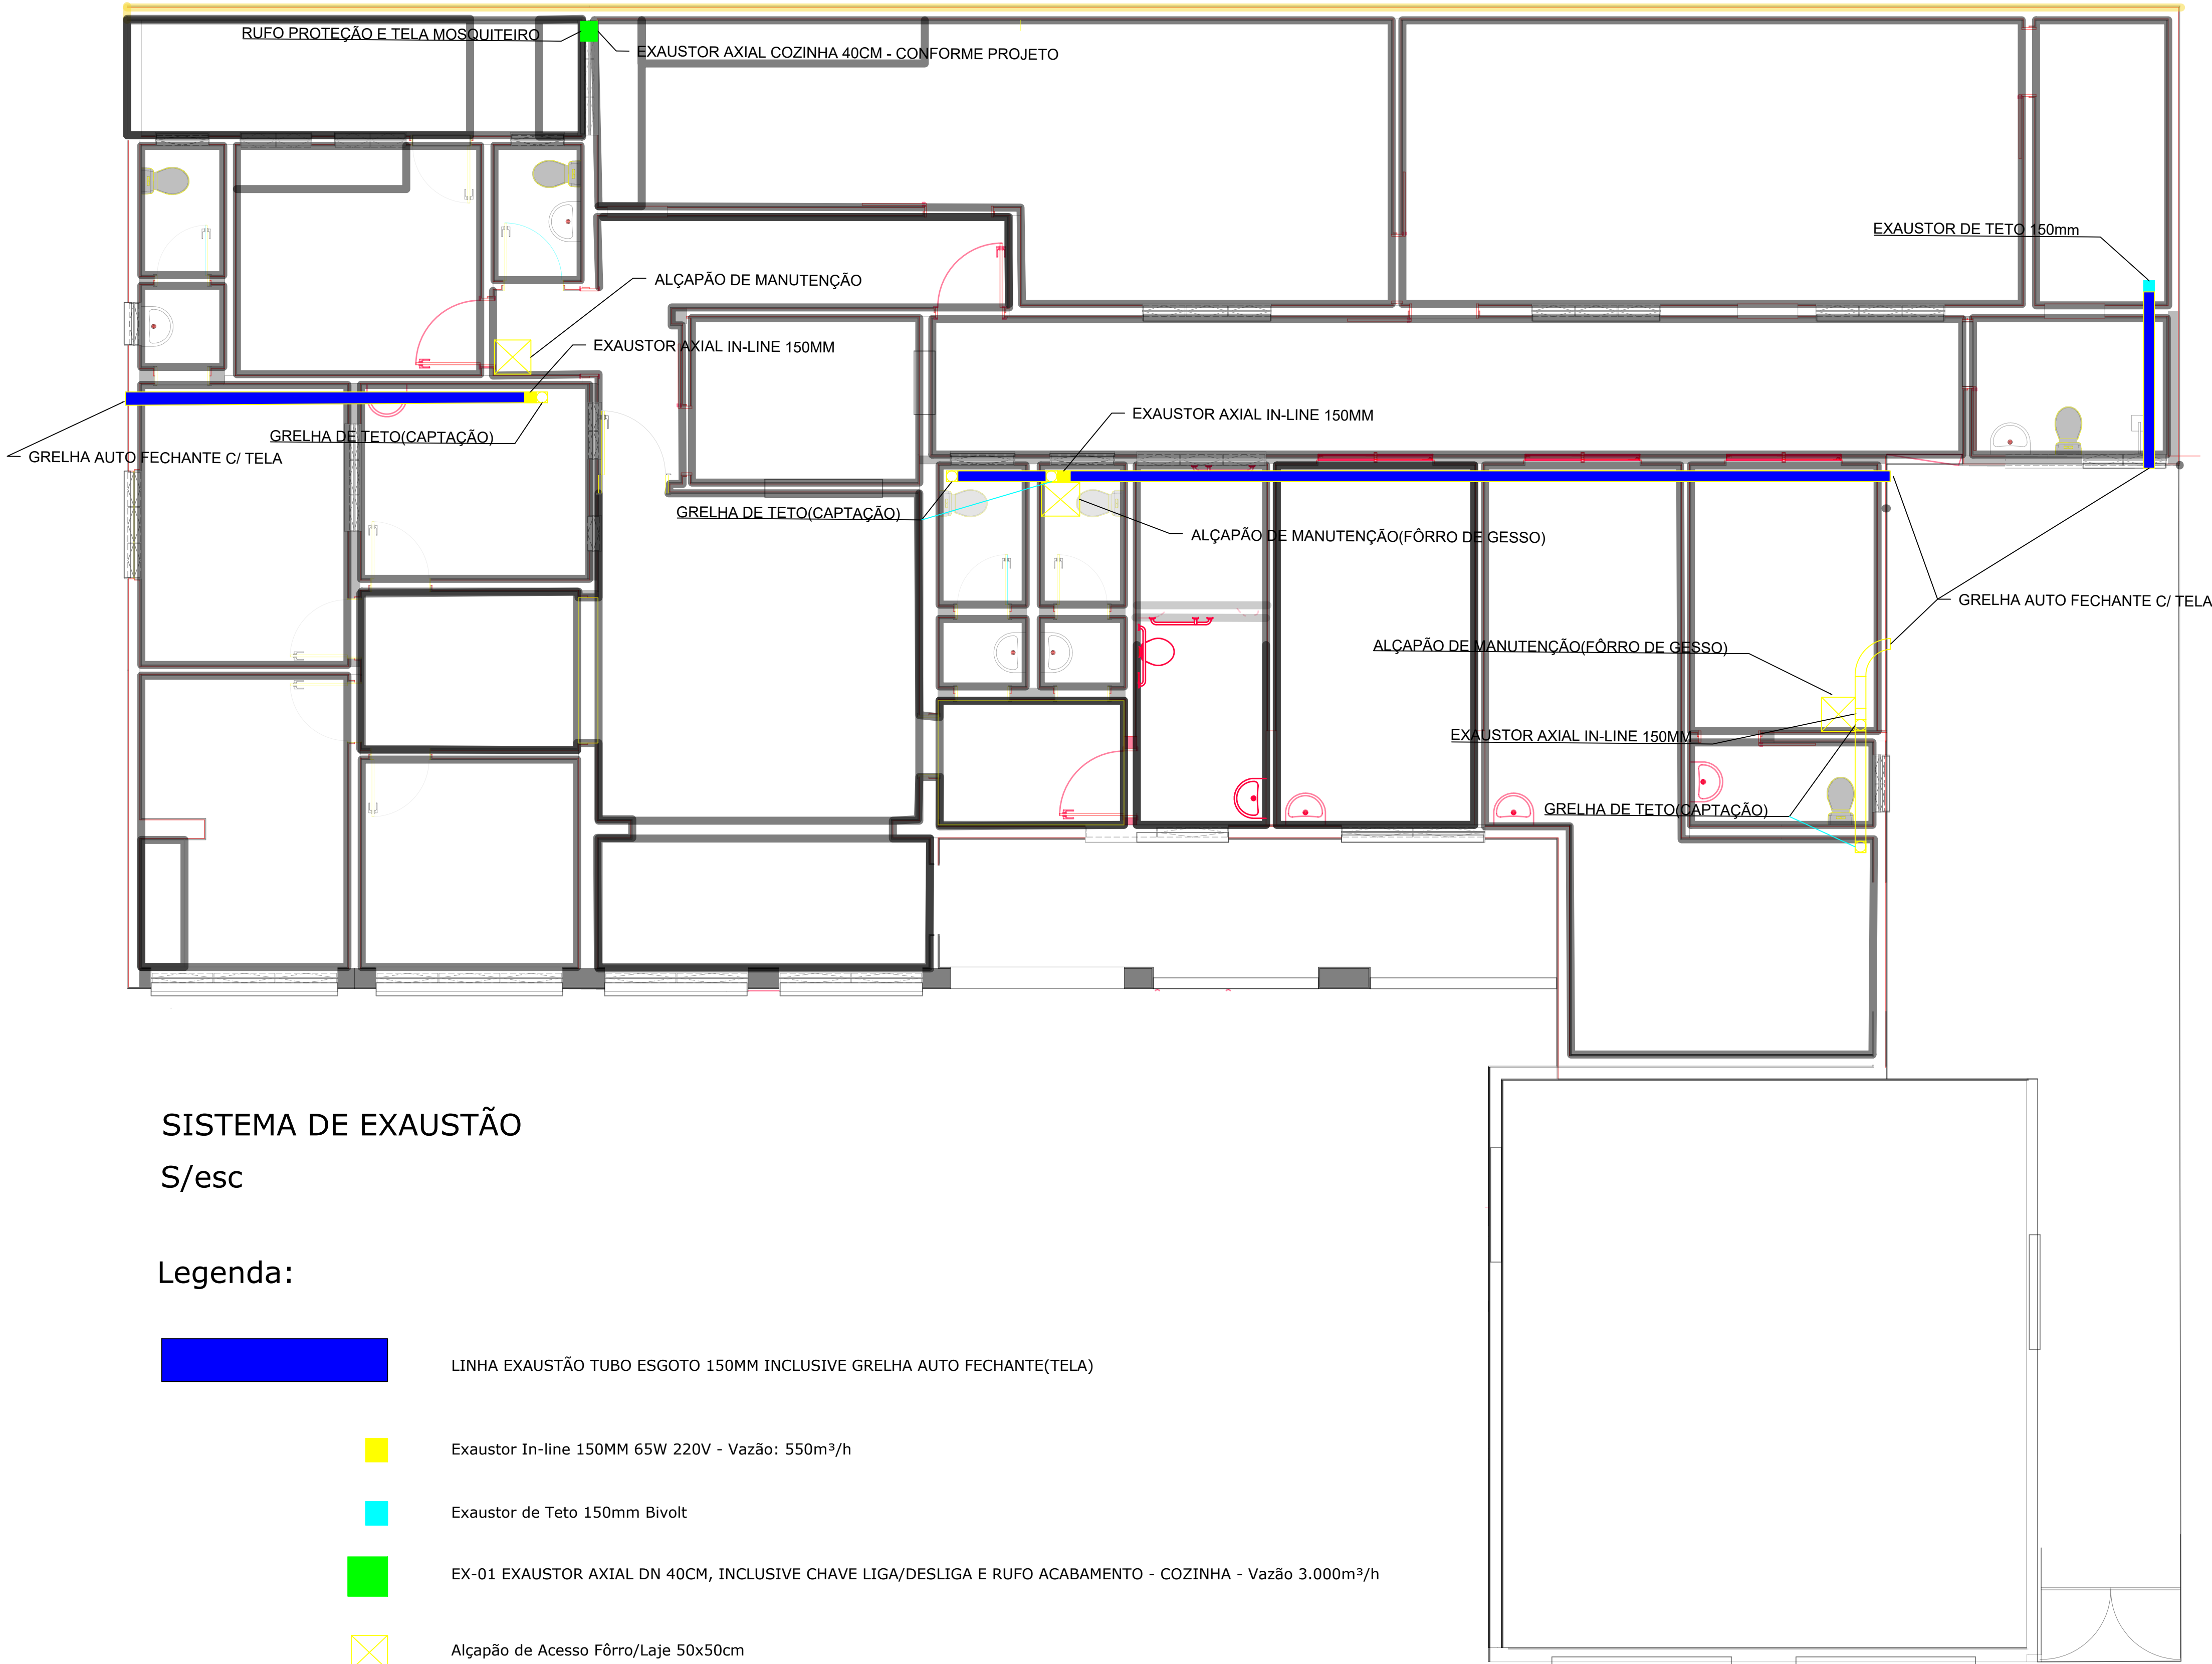 RUFO PROTEÇÃO E TELA MOSQUITEIRO
EXAUSTOR AXIAL COZINHA 40CM - CONFORME PROJETO
EXAUSTOR DE TETO 150mm
ALÇAPÃO DE MANUTENÇÃO
EXAUSTOR AXIAL IN-LINE 150MM
EXAUSTOR AXIAL IN-LINE 150MM
GRELHA DE TETO(CAPTAÇÃO)
GRELHA AUTO FECHANTE C/ TELA
GRELHA DE TETO(CAPTAÇÃO)
ALÇAPÃO DE MANUTENÇÃO(FÔRRO DE GESSO)
GRELHA AUTO FECHANTE C/ TELA
ALÇAPÃO DE MANUTENÇÃO(FÔRRO DE GESSO)
EXAUSTOR AXIAL IN-LINE 150MM
GRELHA DE TETO(CAPTAÇÃO)
SISTEMA DE EXAUSTÃO
S/esc
Legenda:
LINHA EXAUSTÃO TUBO ESGOTO 150MM INCLUSIVE GRELHA AUTO FECHANTE(TELA)
Exaustor In-line 150MM 65W 220V - Vazão: 550m³/h
Exaustor de Teto 150mm Bivolt
EX-01 EXAUSTOR AXIAL DN 40CM, INCLUSIVE CHAVE LIGA/DESLIGA E RUFO ACABAMENTO - COZINHA - Vazão 3.000m³/h
Alçapão de Acesso Fôrro/Laje 50x50cm